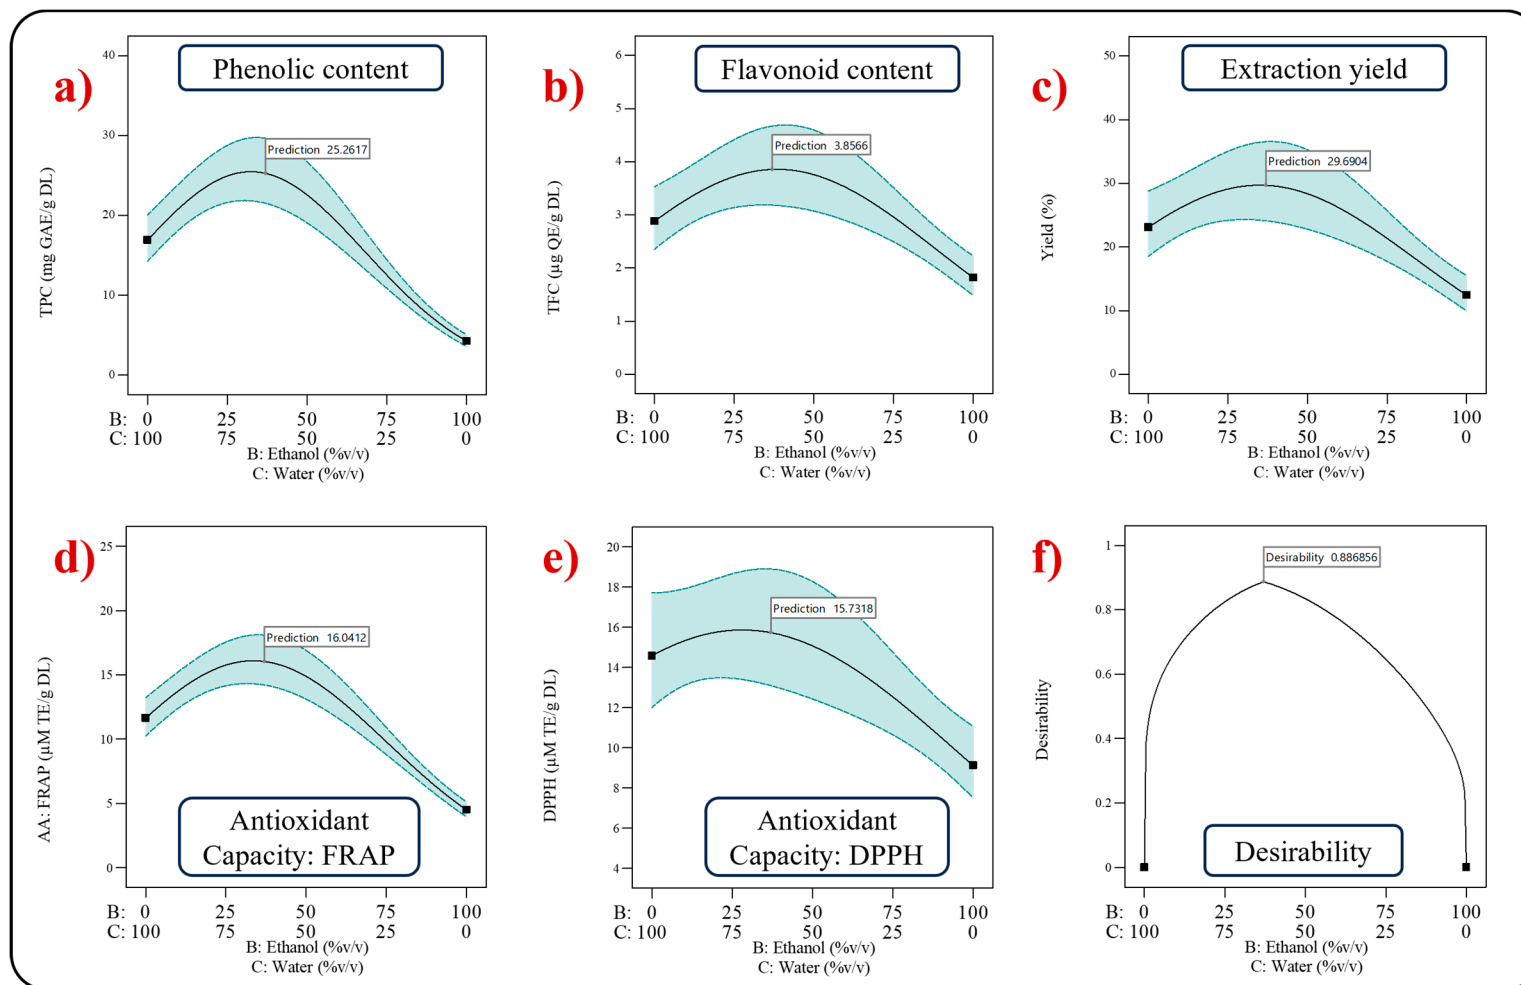 a)
Phenolic content
40
30
20
10
0
Prediction 25.2617
TPC (mg GAE/g DL)
B: 0 25 50 75 100
C: 100 75 50 25 0
B: Ethanol (%v/v)
C: Water (%v/v)
b)
Flavonoid content
6
5
4
3
2
1
0
Prediction 3.8566
TFC (µg QE/g DL)
B: 0 25 50 75 100
C: 100 75 50 25 0
B: Ethanol (%v/v)
C: Water (%v/v)
c)
Extraction yield
50
40
30
20
10
0
Prediction 29.6904
Yield (%)
B: 0 25 50 75 100
C: 100 75 50 25 0
B: Ethanol (%v/v)
C: Water (%v/v)
d)
25
20
15
10
5
0
Prediction 16.0412
AA: FRAP (µM TE/g DL)
Antioxidant
Capacity: FRAP
B: 0 25 50 75 100
C: 100 75 50 25 0
B: Ethanol (%v/v)
C: Water (%v/v)
e)
20
18
16
14
12
10
8
6
4
Prediction 15.7318
DPPH (µM TE/g DL)
Antioxidant
Capacity: DPPH
B: 0 25 50 75 100
C: 100 75 50 25 0
B: Ethanol (%v/v)
C: Water (%v/v)
f)
1
0.8
0.6
0.4
0.2
0
Desirability 0.886856
Desirability
Desirability
B: 0 25 50 75 100
C: 100 75 50 25 0
B: Ethanol (%v/v)
C: Water (%v/v)